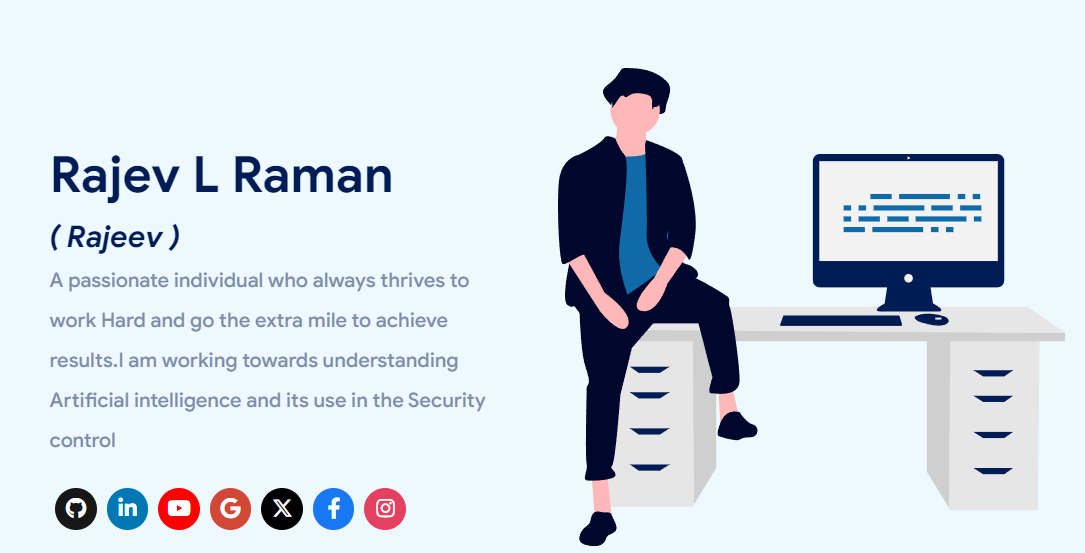 Rajev L Raman
( Rajeev )
A passionate individual who always thrives to
work Hard and go the extra mile to achieve
results.I am working towards understanding
Artificial intelligence and its use in the Security
control